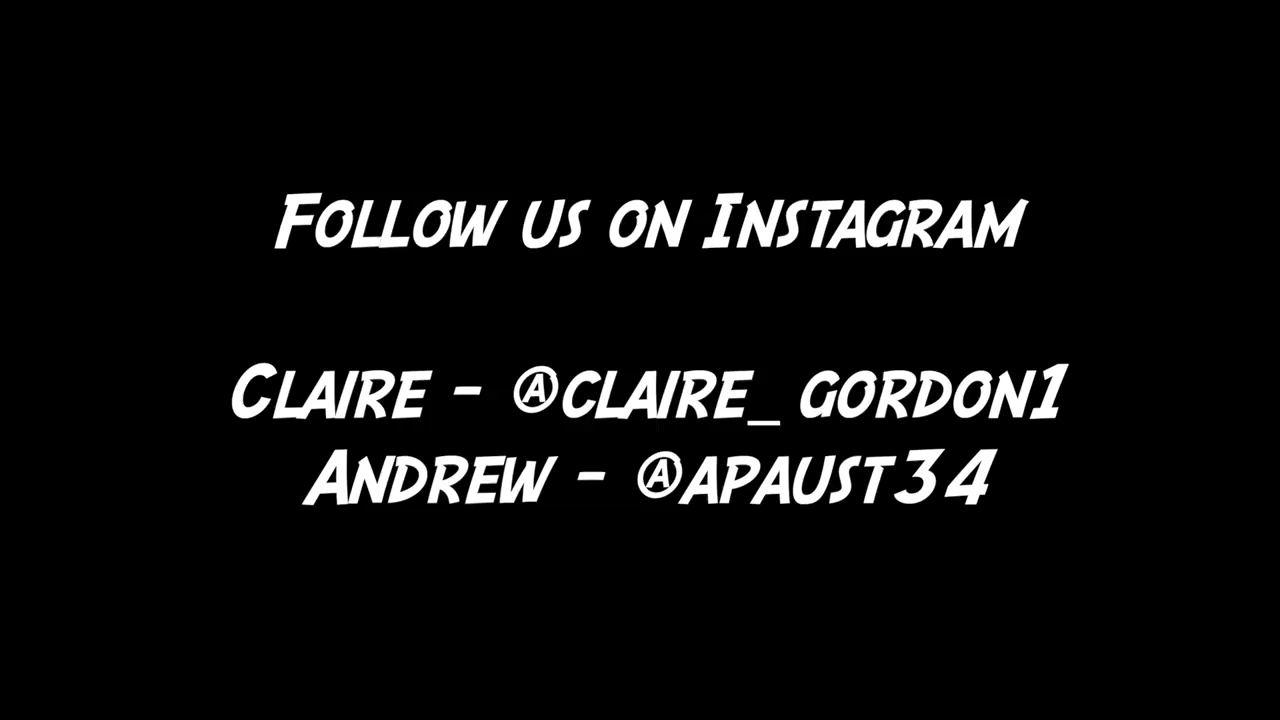 Follow us on Instagram
Claire - @claire_gordon1
Andrew - @apaust34